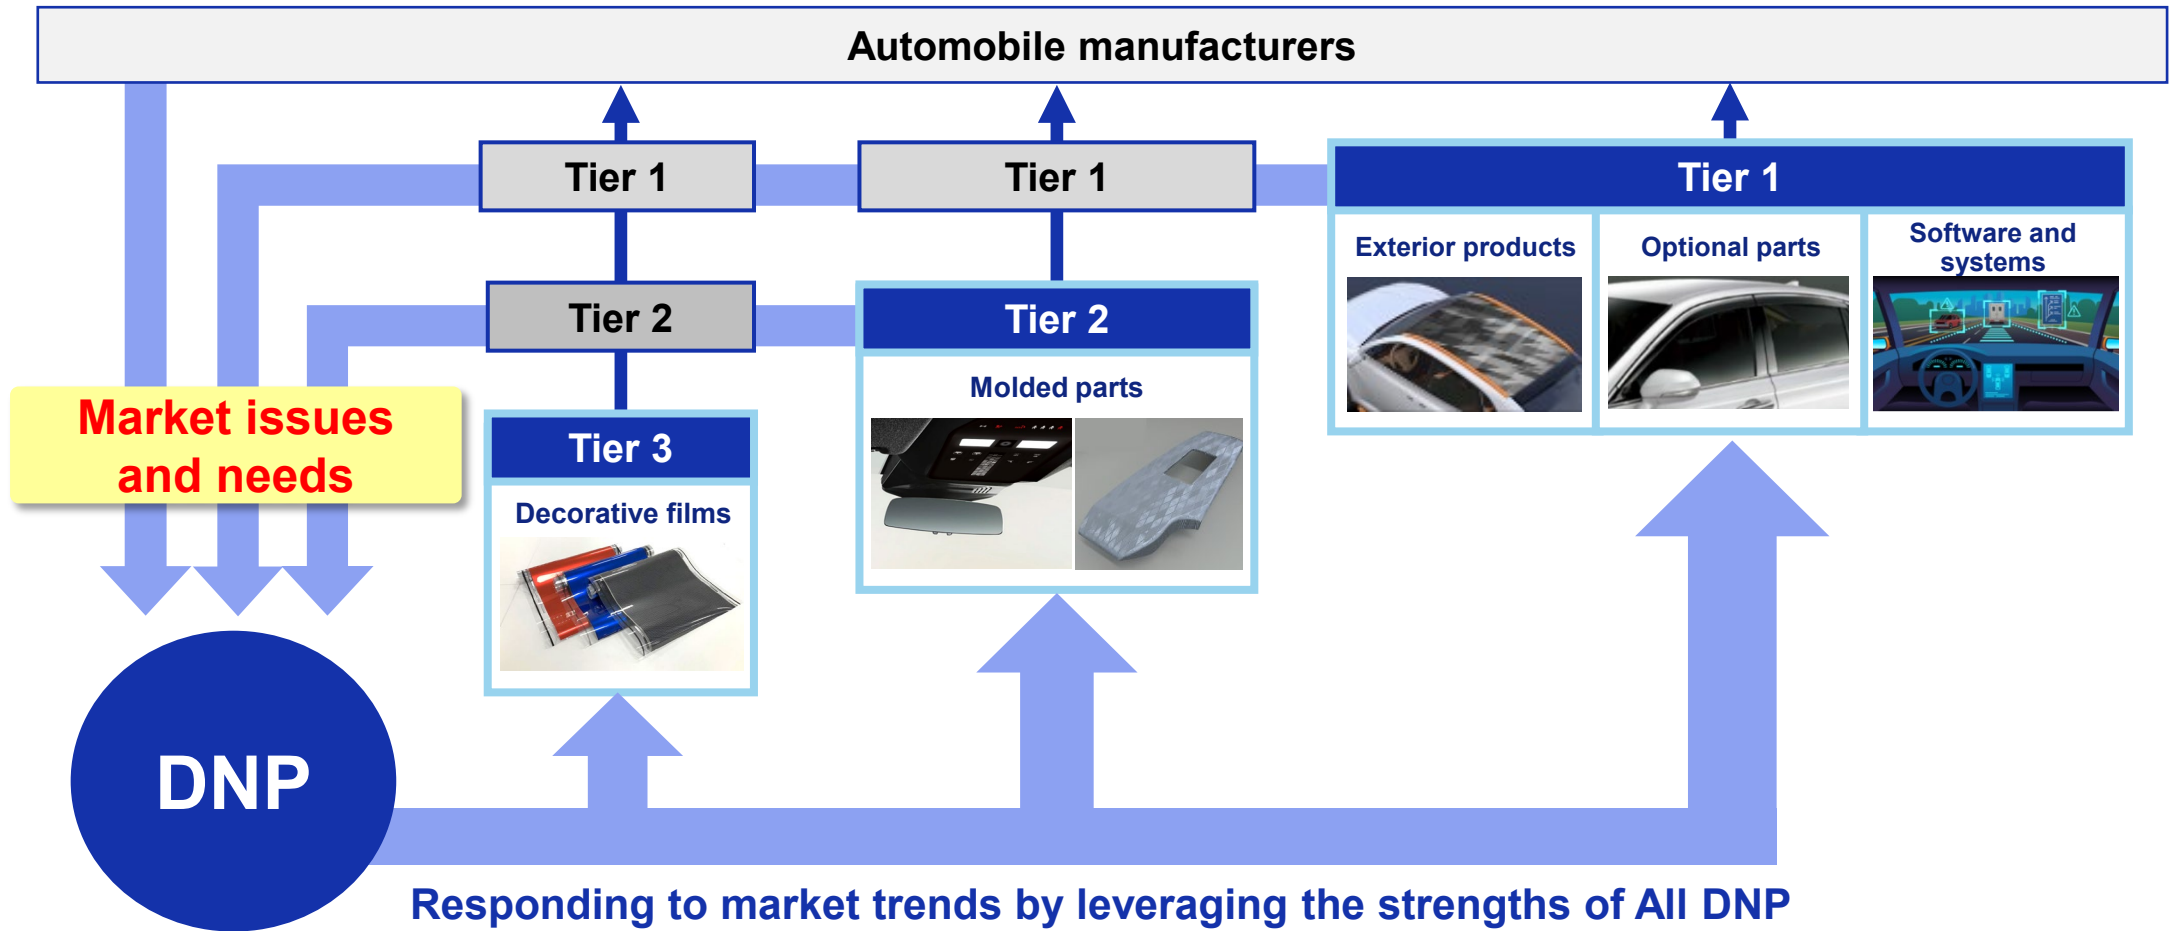 Automobile manufacturers
Tier 1
Tier 1
Tier 1
Exterior products
Optional parts
Software and
systems
Tier 2
Tier 2
Molded parts
Market issues
and needs
Tier 3
Decorative films
DNP
Responding to market trends by leveraging the strengths of All DNP